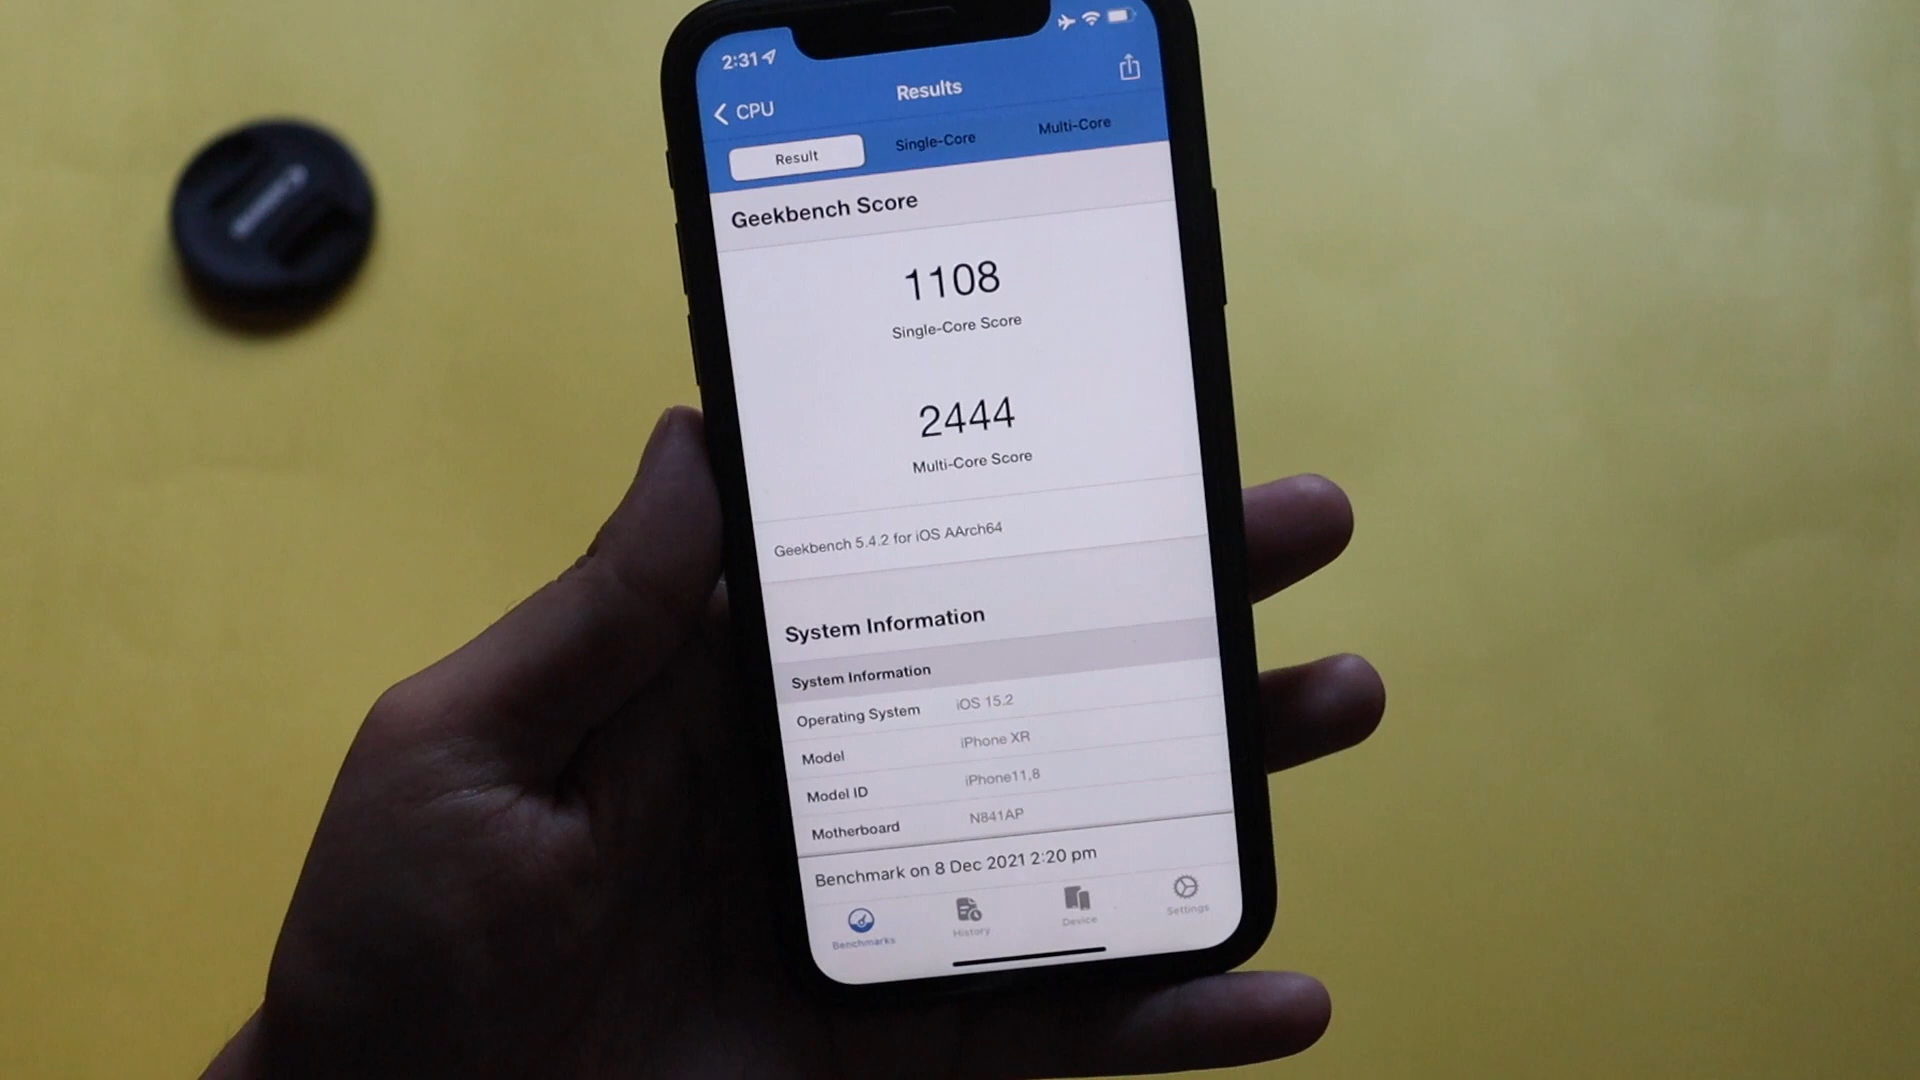 2:31
CPU
Results
Result
Single-Core
Multi-Core
Geekbench Score
1108
Single-Core Score
2444
Multi-Core Score
Geekbench 5.4.2 for iOS AArch64
System Information
System Information
Operating System iOS 15.2
Model iPhone XR
Model ID iPhone11,8
Motherboard N841AP
Benchmark on 8 Dec 2021 2:20 pm
Benchmarks
History
Device
Settings